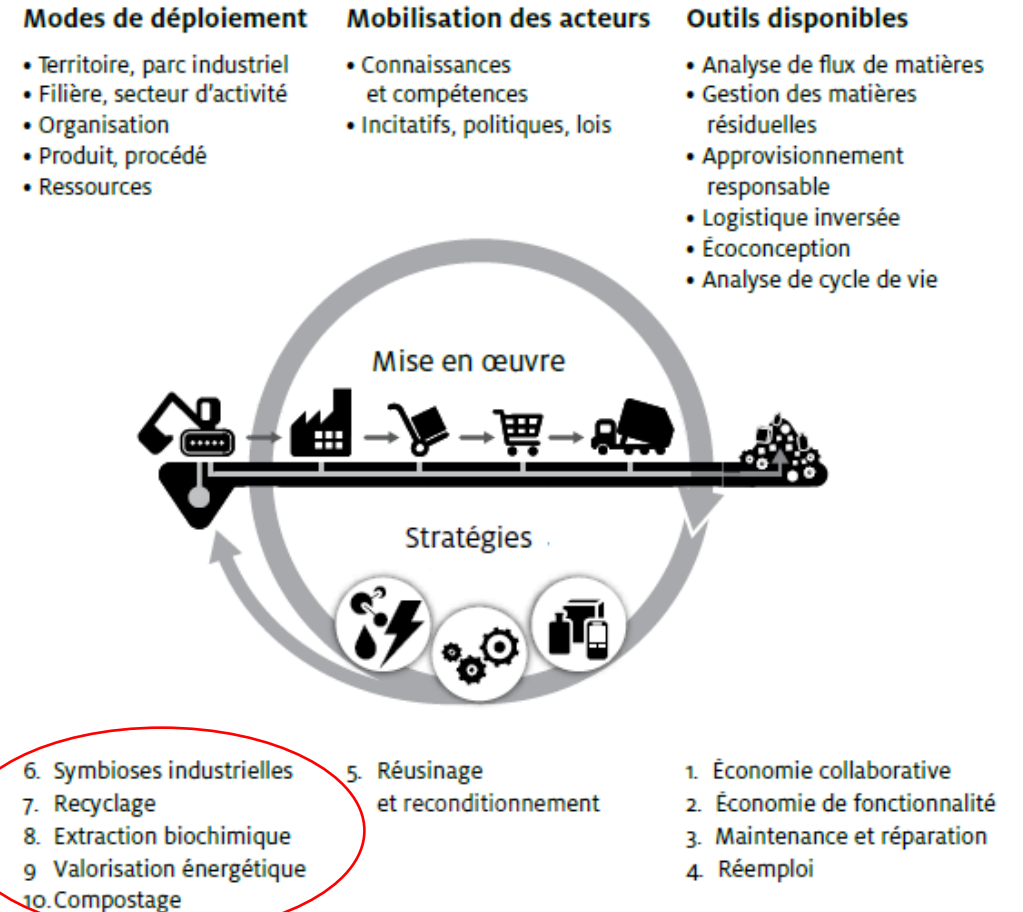 Modes de déploiement
• Territoire, parc industriel
• Filière, secteur d'activité
• Organisation
• Produit, procédé
• Ressources
Mobilisation des acteurs
• Connaissances
et compétences
• Incitatifs, politiques, lois
Outils disponibles
• Analyse de flux de matières
• Gestion des matières
résiduelles
• Approvisionnement
responsable
• Logistique inversée
• Écoconception
• Analyse de cycle de vie
Mise en œuvre
Stratégies
6. Symbioses industrielles
7. Recyclage
8. Extraction biochimique
9 Valorisation énergétique
10. Compostage
5. Réusinage
et reconditionnement
1. Économie collaborative
2. Économie de fonctionnalité
3. Maintenance et réparation
4. Réemploi